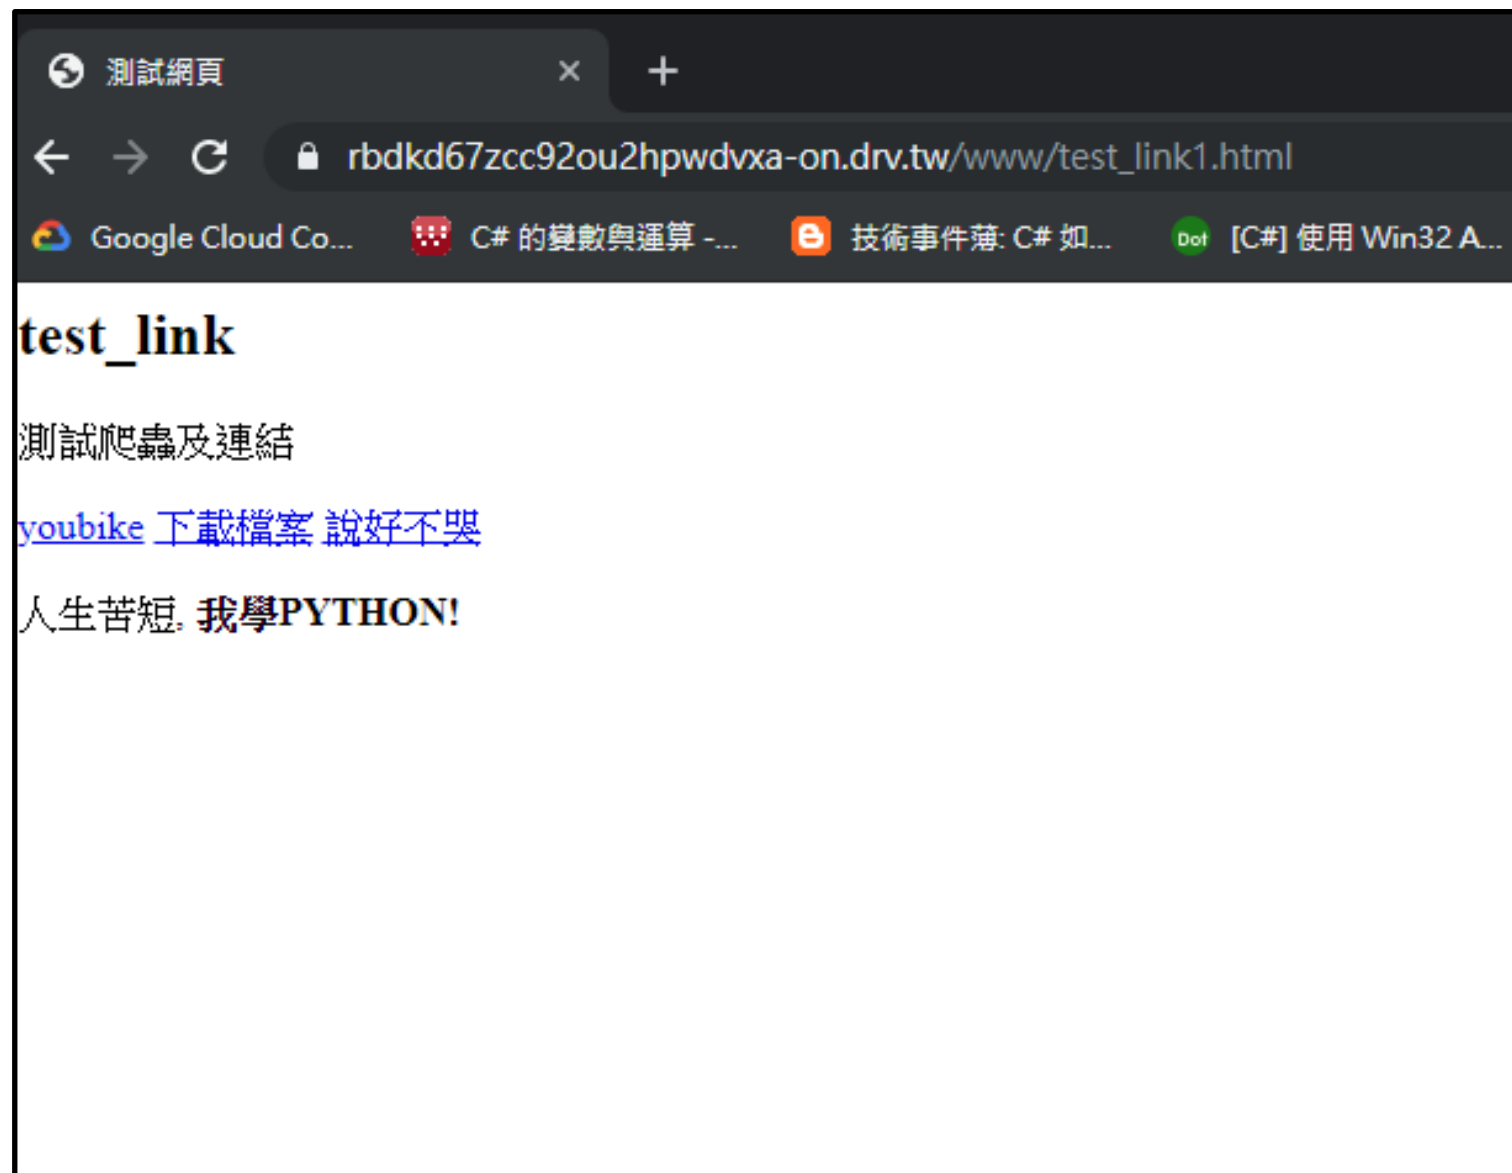 測試網頁
rbdkd67zcc92ou2hpwdvxa-on.drv.tw/www/test_link1.html
Google Cloud Co... C# 的變數與運算 -... 技術事件簿: C# 如... Dot [C#] 使用 Win32 A...
test_link
測試爬蟲及連結
youbike 下載檔案 說好不哭
人生苦短, 我學PYTHON!